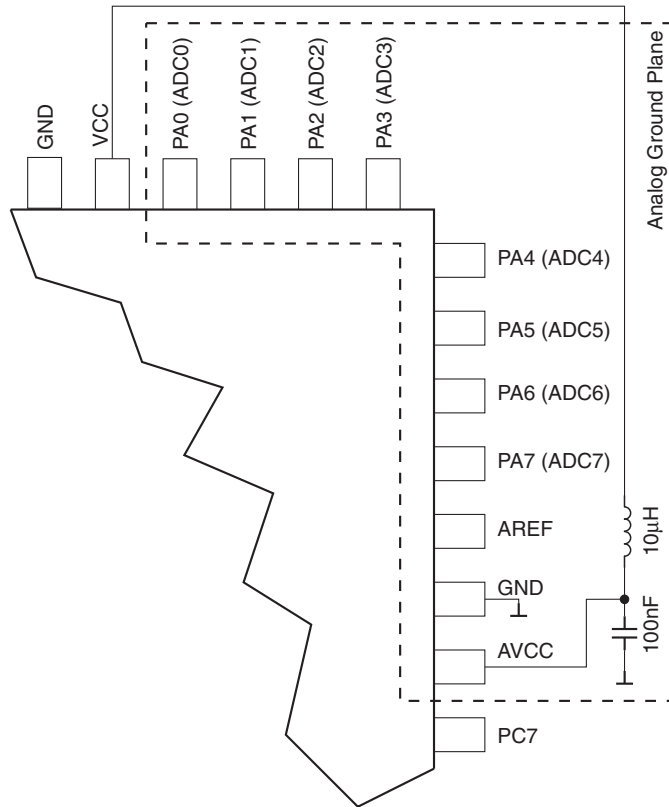 GND
VCC
PA0 (ADC0)
PA1 (ADC1)
PA2 (ADC2)
PA3 (ADC3)
Analog Ground Plane
PA4 (ADC4)
PA5 (ADC5)
PA6 (ADC6)
PA7 (ADC7)
AREF
10μH
GND
AVCC
100nF
PC7